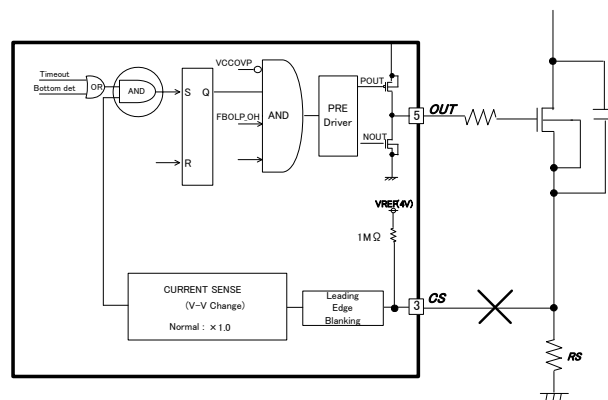 Timeout
Bottom det
OR
AND
S Q
R
VCCOVP
FBOLP_OH
AND
PRE
Driver
POUT
NOUT
5 OUT
VREF(4V)
1MΩ
CURRENT SENSE
(V-V Change)
Normal : ×1.0
Leading
Edge
Blanking
3 CS
RS